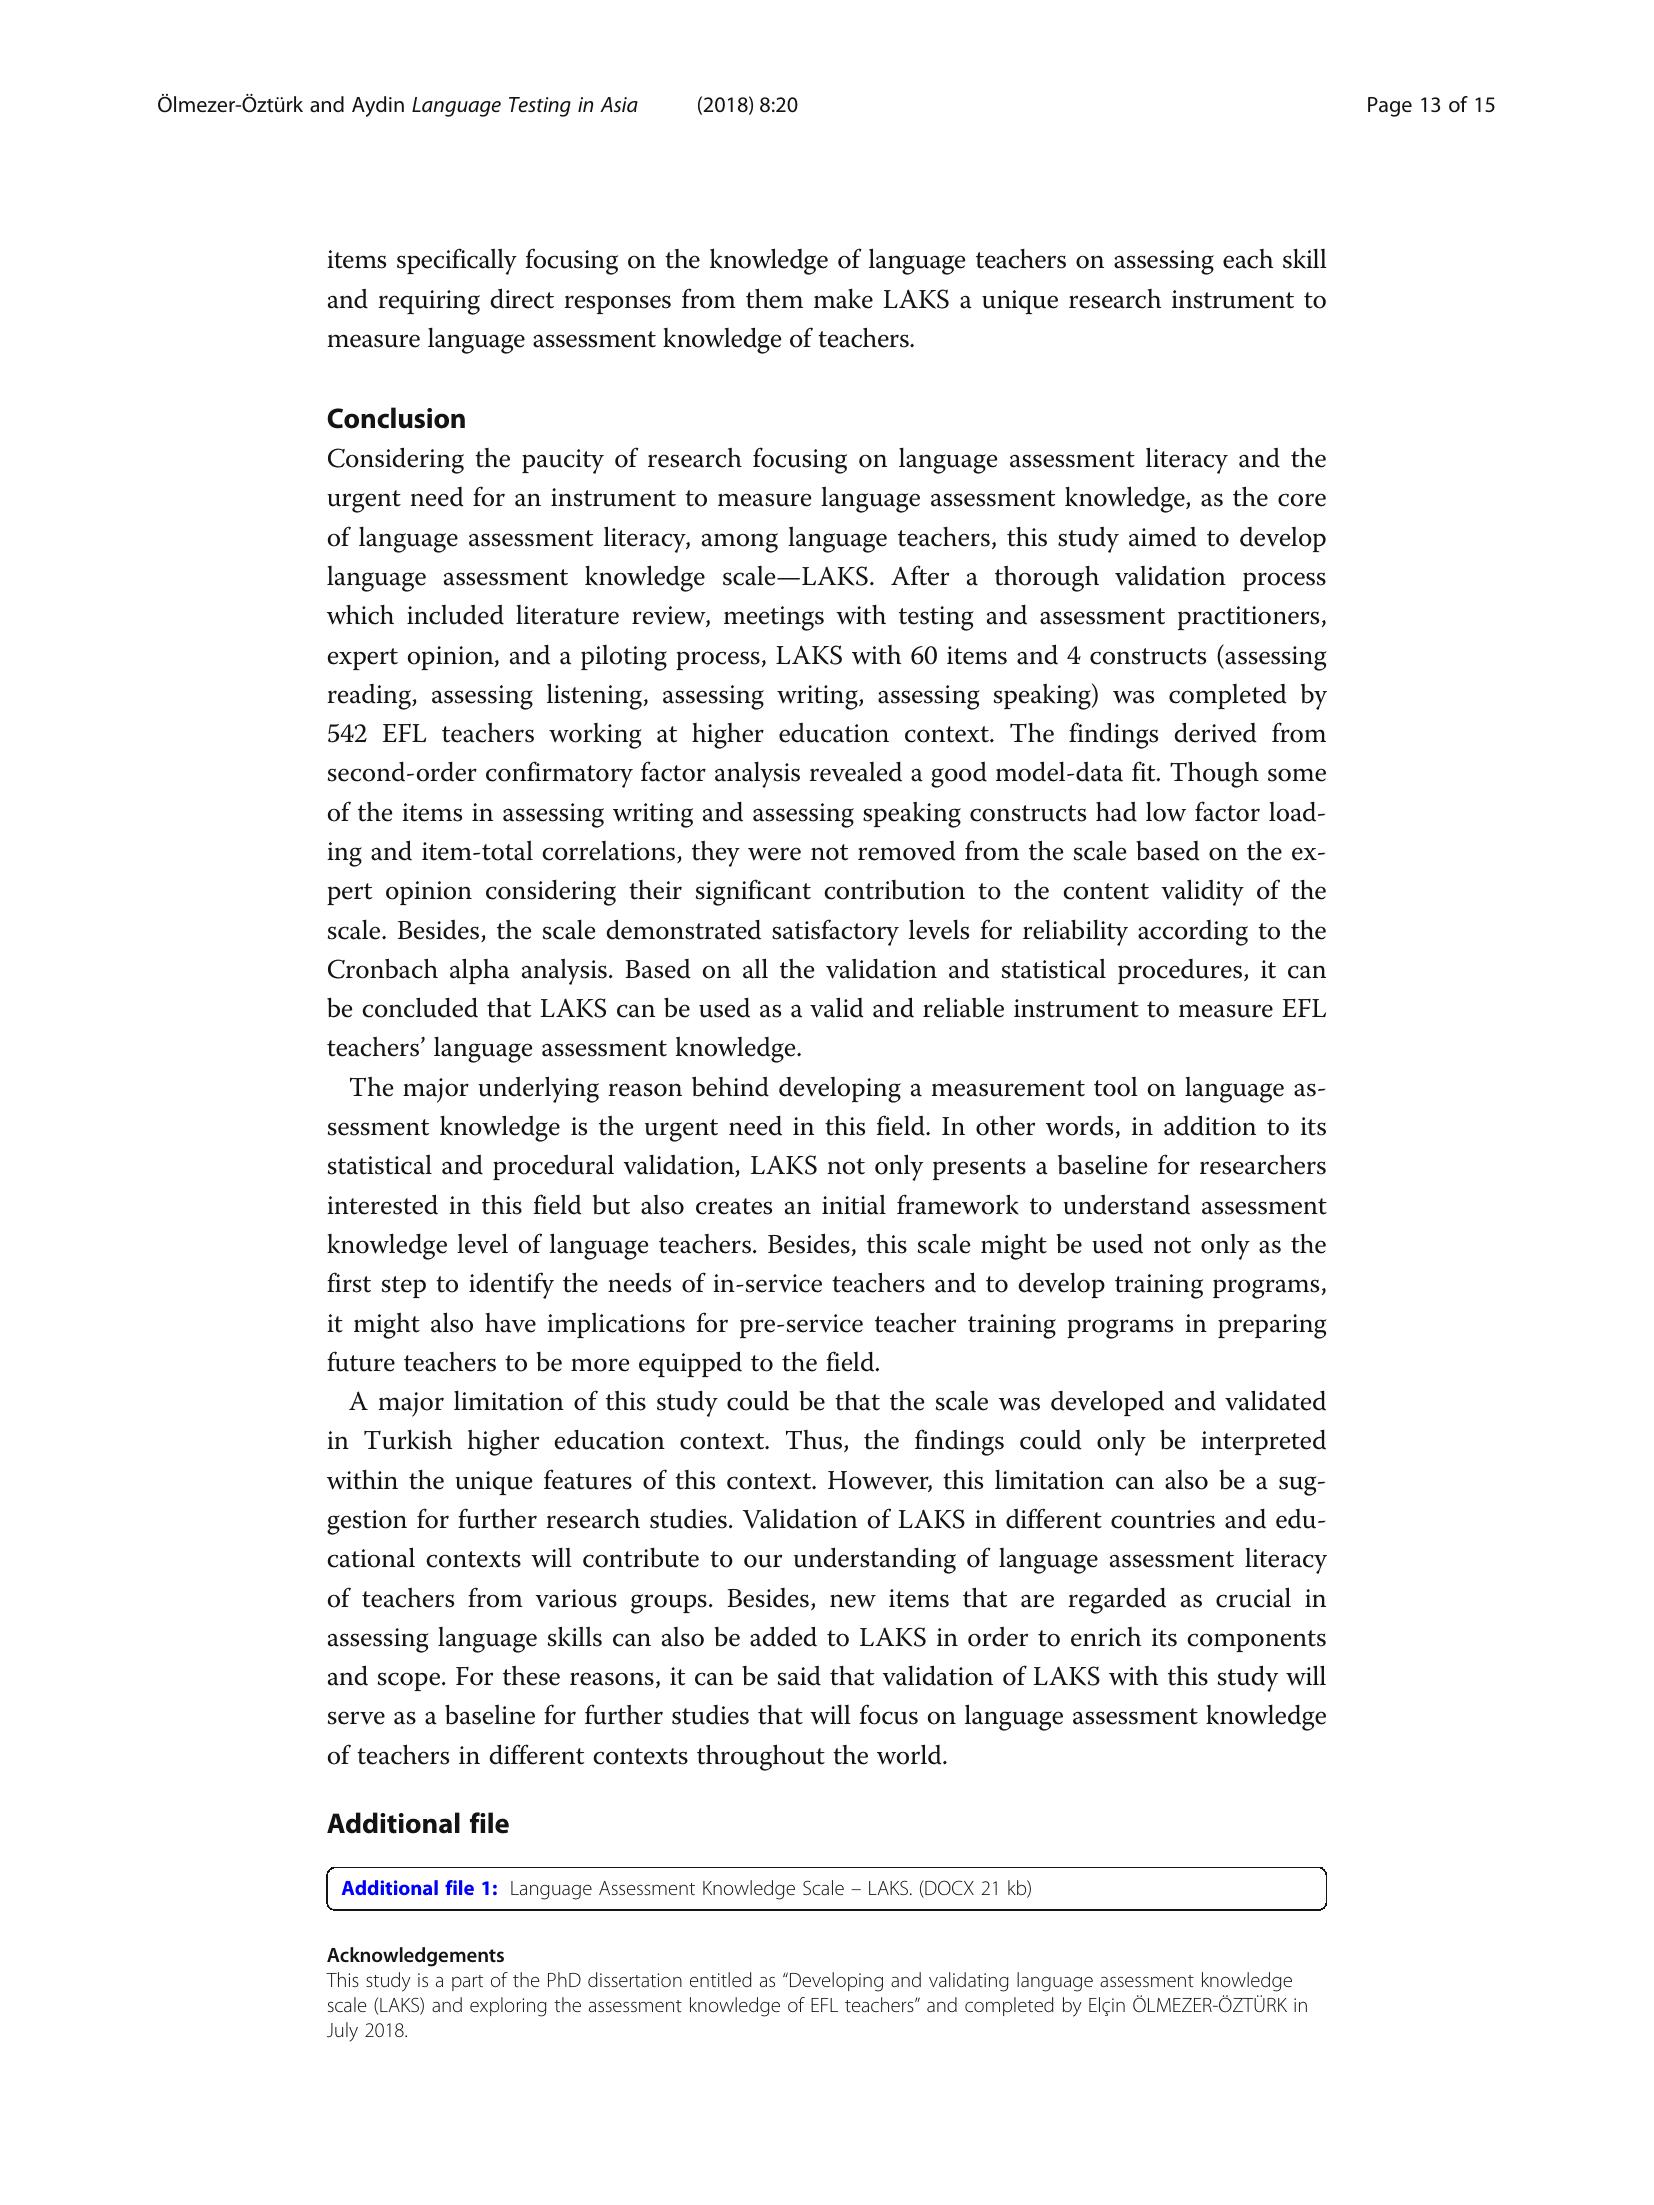 Ölmezer-Öztürk and Aydin Language Testing in Asia (2018) 8:20 Page 13 of 15
items specifically focusing on the knowledge of language teachers on assessing each skill
and requiring direct responses from them make LAKS a unique research instrument to
measure language assessment knowledge of teachers.
Conclusion
Considering the paucity of research focusing on language assessment literacy and the
urgent need for an instrument to measure language assessment knowledge, as the core
of language assessment literacy, among language teachers, this study aimed to develop
language assessment knowledge scale—LAKS. After a thorough validation process
which included literature review, meetings with testing and assessment practitioners,
expert opinion, and a piloting process, LAKS with 60 items and 4 constructs (assessing
reading, assessing listening, assessing writing, assessing speaking) was completed by
542 EFL teachers working at higher education context. The findings derived from
second-order confirmatory factor analysis revealed a good model-data fit. Though some
of the items in assessing writing and assessing speaking constructs had low factor load-
ing and item-total correlations, they were not removed from the scale based on the ex-
pert opinion considering their significant contribution to the content validity of the
scale. Besides, the scale demonstrated satisfactory levels for reliability according to the
Cronbach alpha analysis. Based on all the validation and statistical procedures, it can
be concluded that LAKS can be used as a valid and reliable instrument to measure EFL
teachers’ language assessment knowledge.
The major underlying reason behind developing a measurement tool on language as-
sessment knowledge is the urgent need in this field. In other words, in addition to its
statistical and procedural validation, LAKS not only presents a baseline for researchers
interested in this field but also creates an initial framework to understand assessment
knowledge level of language teachers. Besides, this scale might be used not only as the
first step to identify the needs of in-service teachers and to develop training programs,
it might also have implications for pre-service teacher training programs in preparing
future teachers to be more equipped to the field.
A major limitation of this study could be that the scale was developed and validated
in Turkish higher education context. Thus, the findings could only be interpreted
within the unique features of this context. However, this limitation can also be a sug-
gestion for further research studies. Validation of LAKS in different countries and edu-
cational contexts will contribute to our understanding of language assessment literacy
of teachers from various groups. Besides, new items that are regarded as crucial in
assessing language skills can also be added to LAKS in order to enrich its components
and scope. For these reasons, it can be said that validation of LAKS with this study will
serve as a baseline for further studies that will focus on language assessment knowledge
of teachers in different contexts throughout the world.
Additional file
Additional file 1: Language Assessment Knowledge Scale – LAKS. (DOCX 21 kb)
Acknowledgements
This study is a part of the PhD dissertation entitled as “Developing and validating language assessment knowledge
scale (LAKS) and exploring the assessment knowledge of EFL teachers” and completed by Elçin ÖLMEZER-ÖZTÜRK in
July 2018.